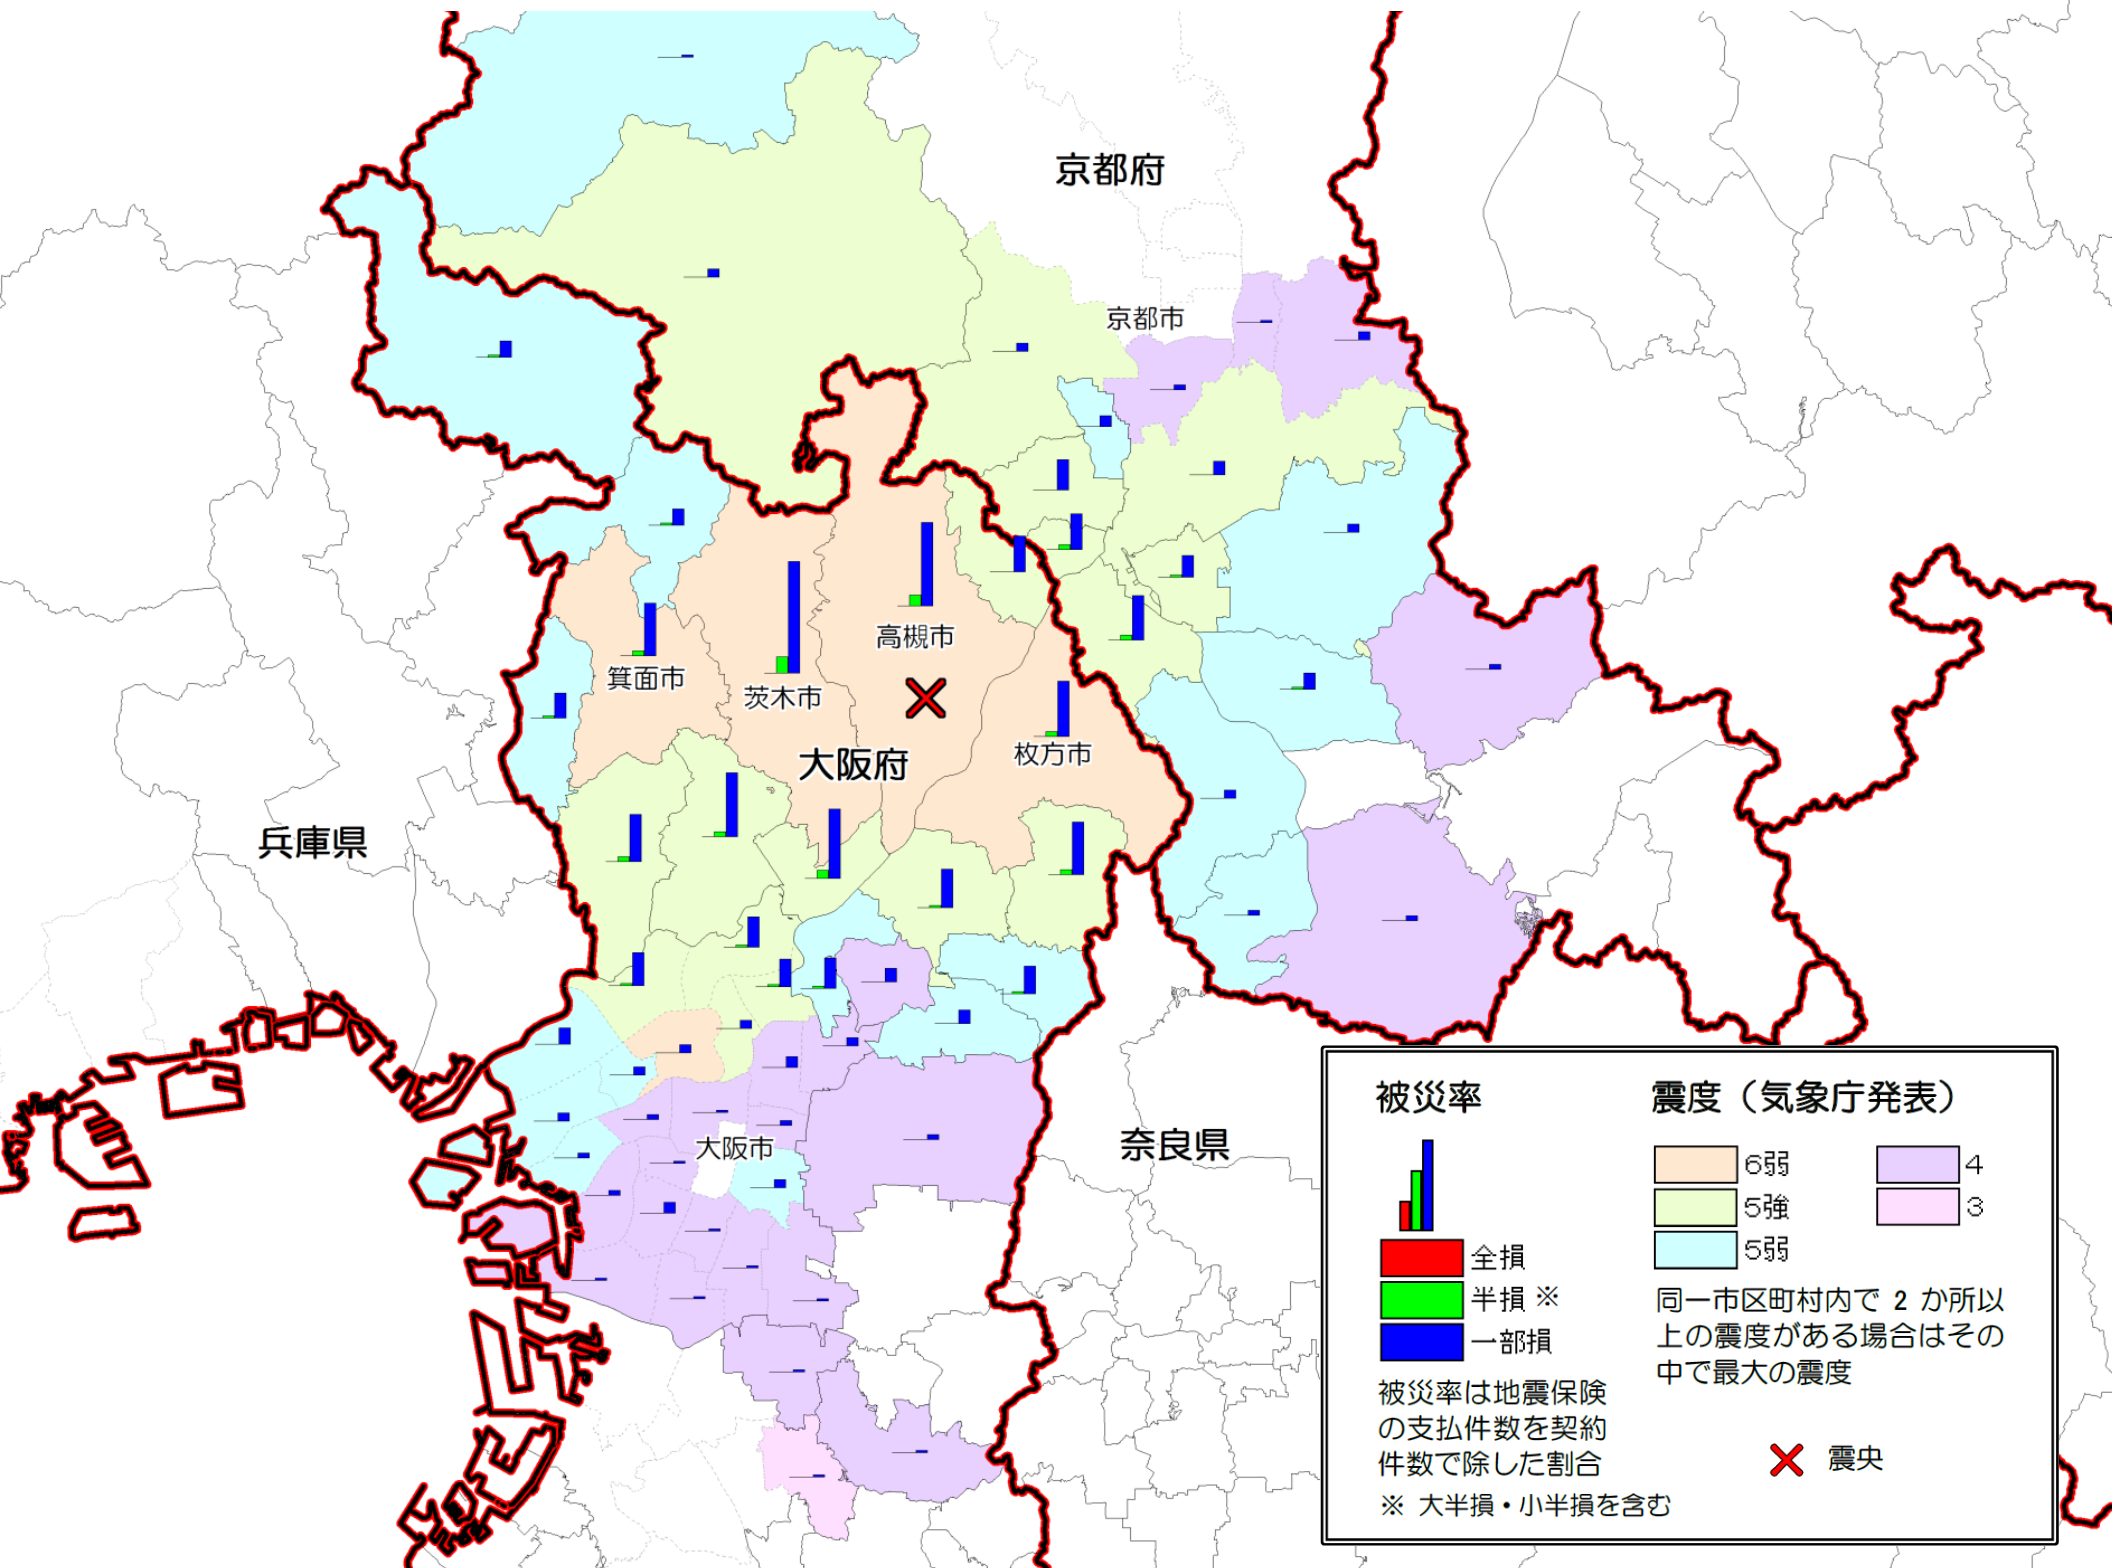 京都府
京都市
高槻市
箕面市
茨木市
大阪府
枚方市
兵庫県
大阪市
奈良県
被災率
全損
半損 ※
一部損
被災率は地震保険
の支払件数を契約
件数で除した割合
※ 大半損・小半損を含む
震度（気象庁発表）
6弱
5強
5弱
4
3
同一市区町村内で 2 か所以
上の震度がある場合はその
中で最大の震度
震央